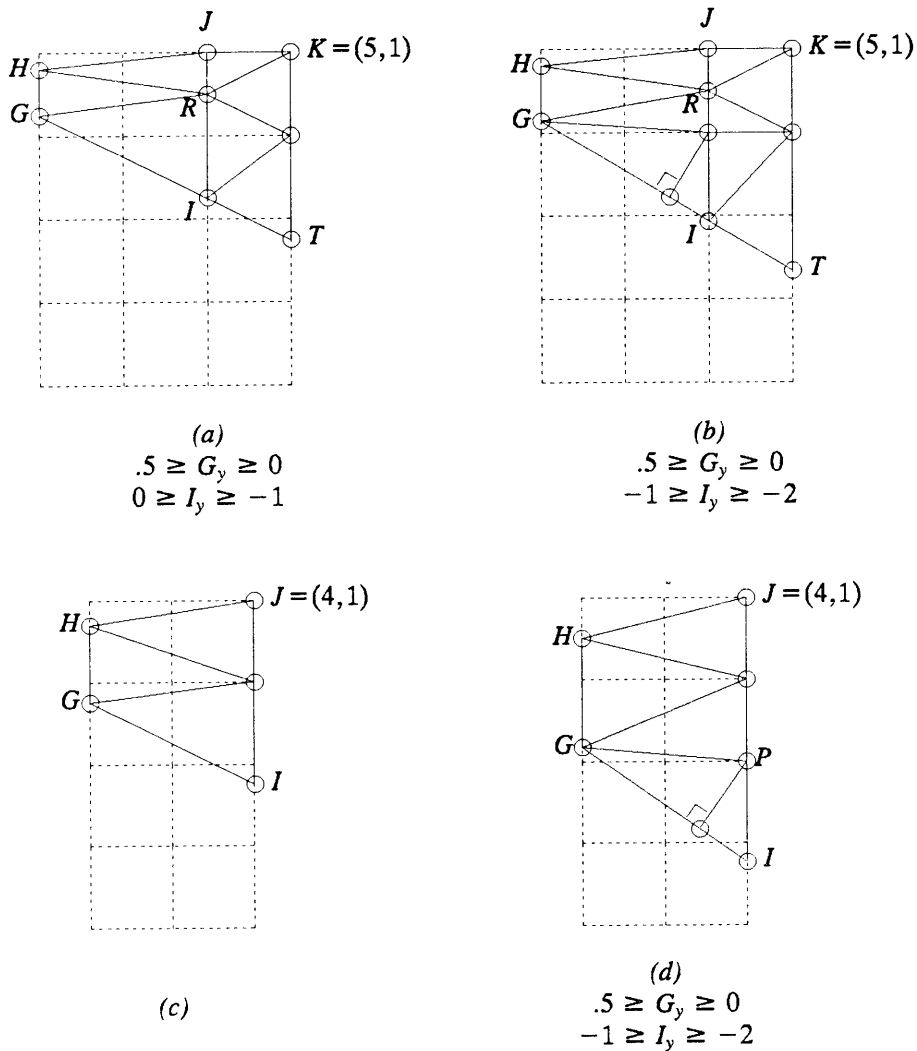 J
K = (5,1)
H
G
R
I
T
(a)
.5 ≥ G_y ≥ 0
0 ≥ I_y ≥ −1
J
K = (5,1)
H
G
R
I
T
(b)
.5 ≥ G_y ≥ 0
−1 ≥ I_y ≥ −2
J = (4,1)
H
G
I
(c)
J = (4,1)
H
G
P
I
(d)
.5 ≥ G_y ≥ 0
−1 ≥ I_y ≥ −2